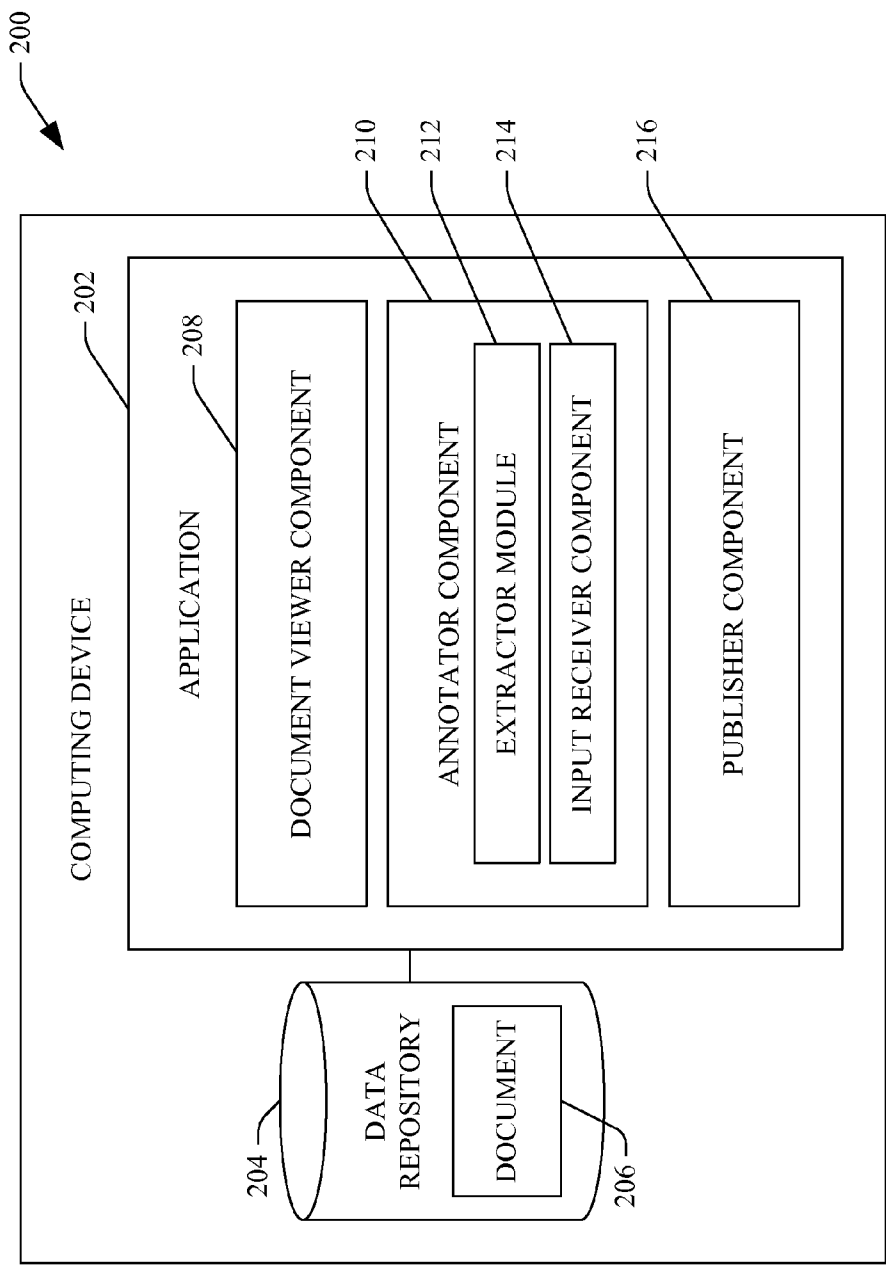 200
COMPUTING DEVICE
202
APPLICATION
208
DOCUMENT VIEWER COMPONENT
210
ANNOTATOR COMPONENT
212
EXTRACTOR MODULE
214
INPUT RECEIVER COMPONENT
216
PUBLISHER COMPONENT
204
DATA
REPOSITORY
DOCUMENT
206